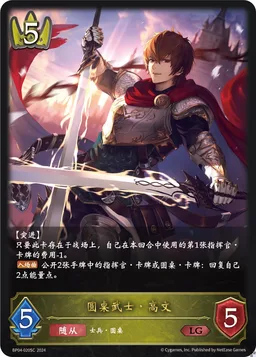 5
【突进】
只要此卡存在于战场上，自己在本回合中使用的第1张指挥官·
卡牌的费用-1。
入场曲 公开2张手牌中的指挥官·卡牌或圆桌·卡牌：回复自己
2点能量点。
圆桌武士·高文
5
随从
士兵·圆桌
LG
5
BP04-039SC 2024
© Cygames, Inc. Published by NetEase Games